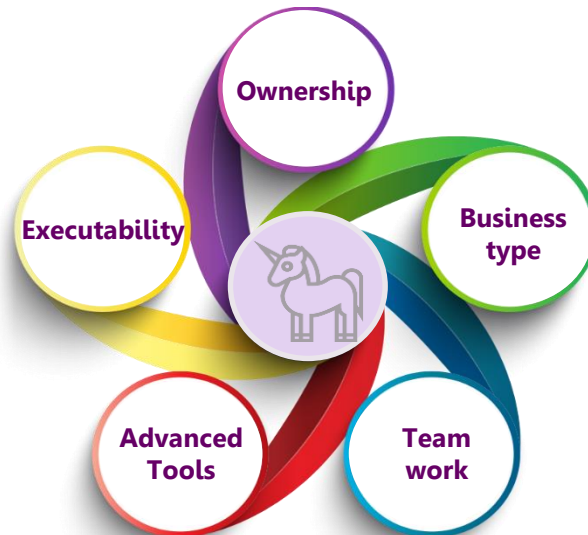 Ownership
Business
type
Team
work
Advanced
Tools
Executability